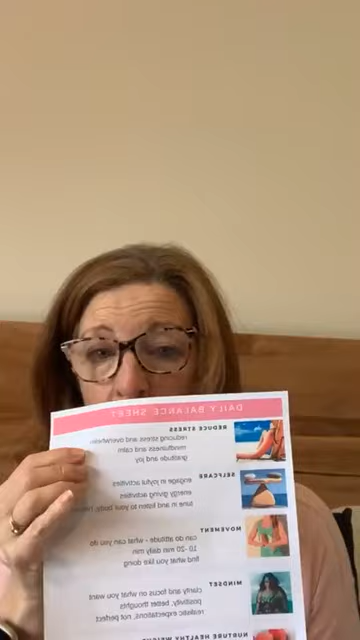 DAILY BALANCE SHEET
REDUCE STRESS
reducing stress and overwhelm
mindfulness and calm
gratitude and joy
SELFCARE
engage in joyful activities
energy giving activities
tune in and listen to your body,
MOVEMENT
can do attitude - what can you do
10 - 20 min daily min
find what you like doing
MINDSET
clarity and focus on what you want
positivity, better thoughts
realistic expectations, not perfect
NURTURE HEALTHY WEIGHT